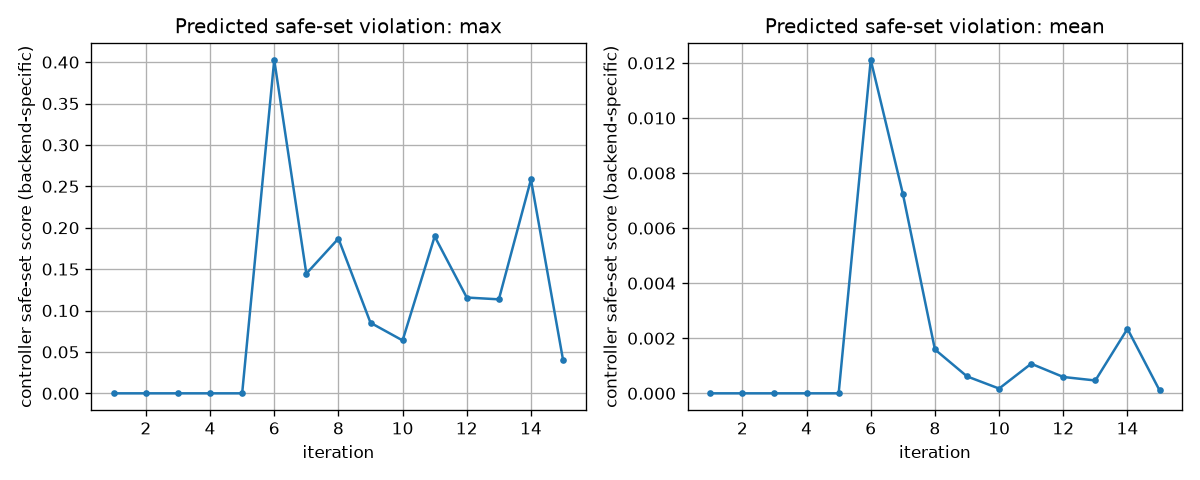 Predicted safe-set violation: max
controller safe-set score (backend-specific)
0.40
0.35
0.30
0.25
0.20
0.15
0.10
0.05
0.00
2 4 6 8 10 12 14
iteration
Predicted safe-set violation: mean
controller safe-set score (backend-specific)
0.012
0.010
0.008
0.006
0.004
0.002
0.000
2 4 6 8 10 12 14
iteration